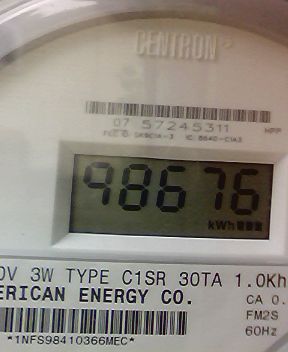 CENTRON®
07 57245311
98676
kWh
0V 3W TYPE C1SR 30TA 1.0Kh
ERICAN ENERGY CO.
CA 0.
FM2S
60Hz
*1NFS98410366MEC*